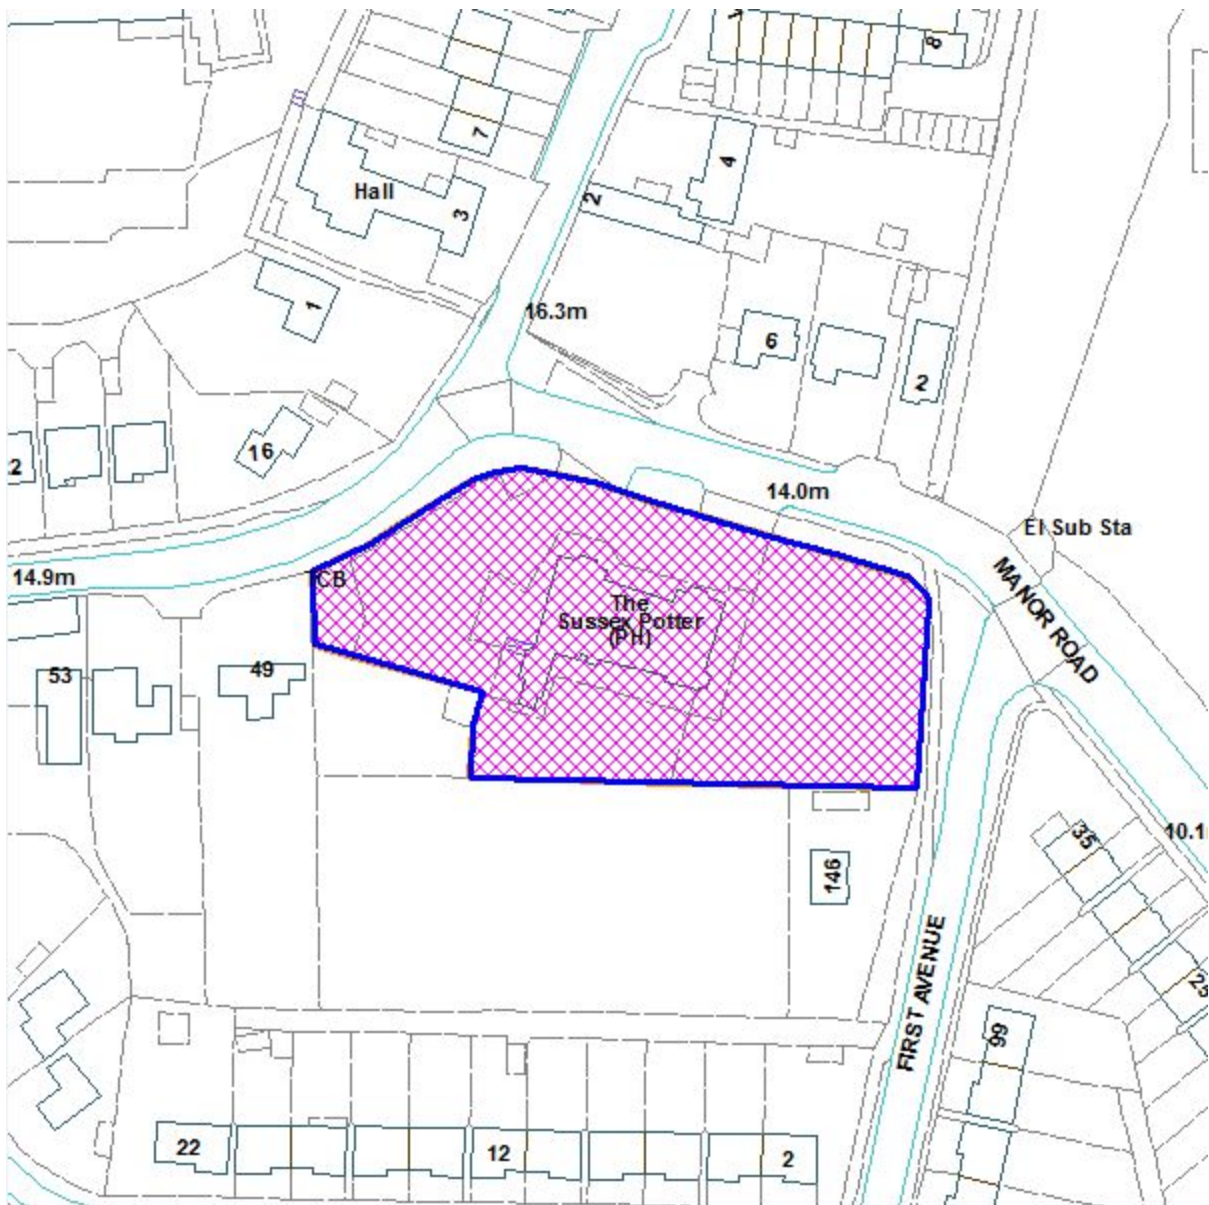 8
7
4
Hall
3
2
1
16.3m
6
2
16
2
14.0m
El Sub Sta
14.9m
CB
MANOR ROAD
The
Sussex Potter
(PH)
53
49
35
10.1
146
25
FIRST AVENUE
99
22
12
2